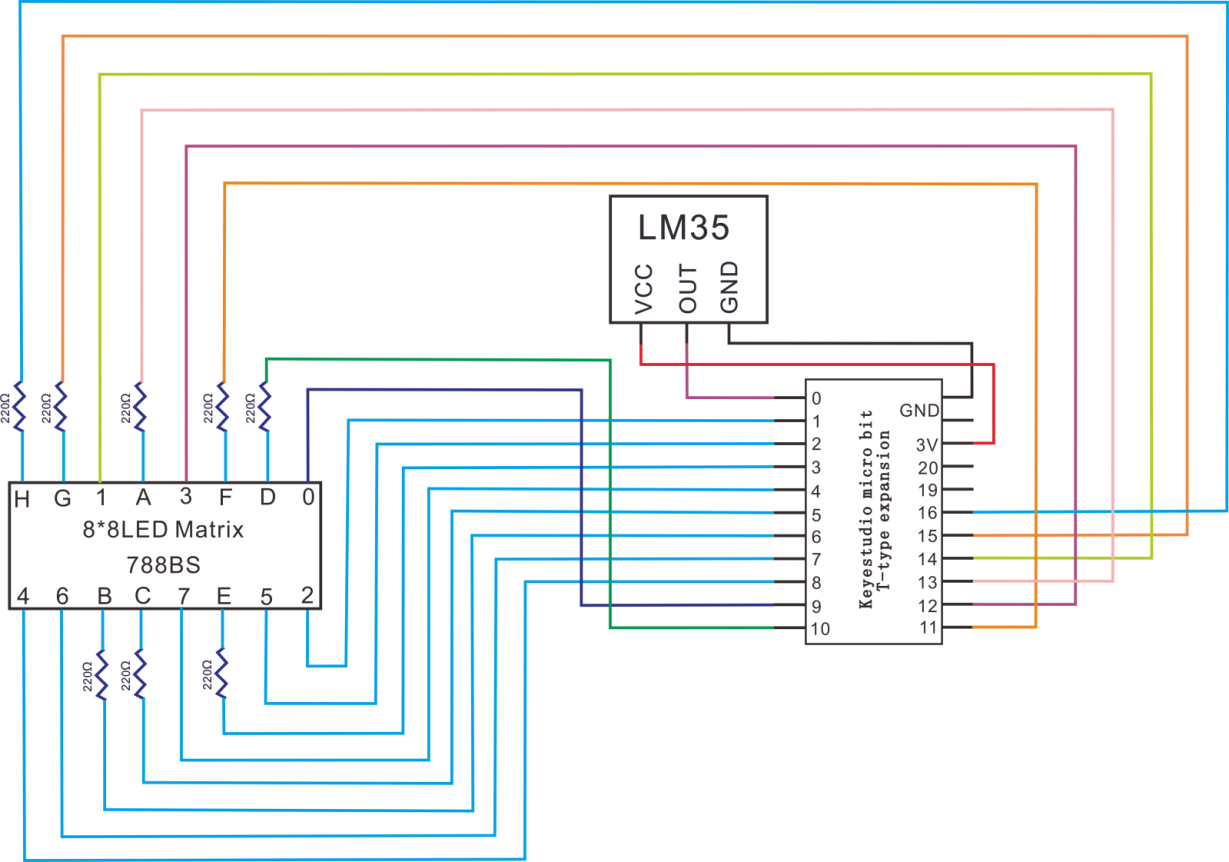 LM35
VCC
OUT
GND
220Ω
220Ω
220Ω
220Ω
220Ω
H G 1 A 3 F D 0
8*8LED Matrix
788BS
4 6 B C 7 E 5 2
220Ω
220Ω
220Ω
Keyestudio micro bit
T-type expansion
0
1
2
3
4
5
6
7
8
9
10
GND
3V
20
19
16
15
14
13
12
11